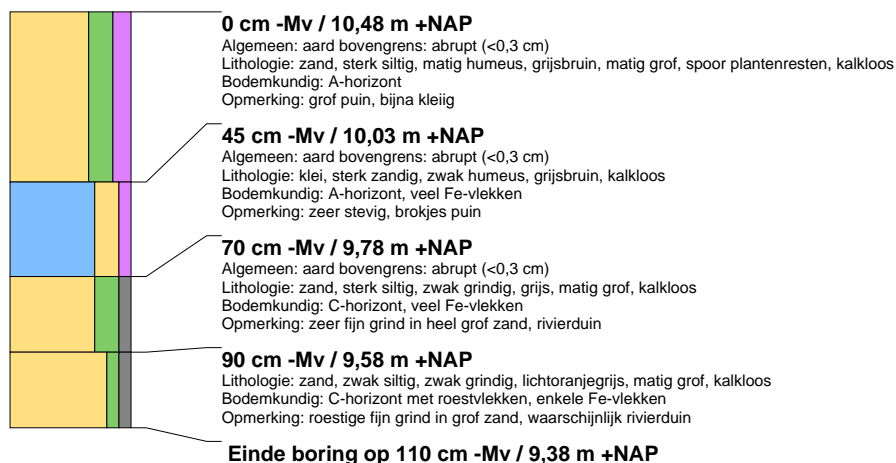 0 cm -Mv / 10,48 m +NAP
Algemeen: aard bovengrens: abrupt (<0,3 cm)
Lithologie: zand, sterk siltig, matig humeus, grijsbruin, matig grof, spoor plantenresten, kalkloos
Bodemkundig: A-horizont
Opmerking: grof puin, bijna kleiig
45 cm -Mv / 10,03 m +NAP
Algemeen: aard bovengrens: abrupt (<0,3 cm)
Lithologie: klei, sterk zandig, zwak humeus, grijsbruin, kalkloos
Bodemkundig: A-horizont, veel Fe-vlekken
Opmerking: zeer stevig, brokjes puin
70 cm -Mv / 9,78 m +NAP
Algemeen: aard bovengrens: abrupt (<0,3 cm)
Lithologie: zand, sterk siltig, zwak grindig, grijs, matig grof, kalkloos
Bodemkundig: C-horizont, veel Fe-vlekken
Opmerking: zeer fijn grind in heel grof zand, rivierduin
90 cm -Mv / 9,58 m +NAP
Lithologie: zand, zwak siltig, zwak grindig, lichtoranjegrijs, matig grof, kalkloos
Bodemkundig: C-horizont met roestvlekken, enkele Fe-vlekken
Opmerking: roestige fijn grind in grof zand, waarschijnlijk rivierduin
Einde boring op 110 cm -Mv / 9,38 m +NAP